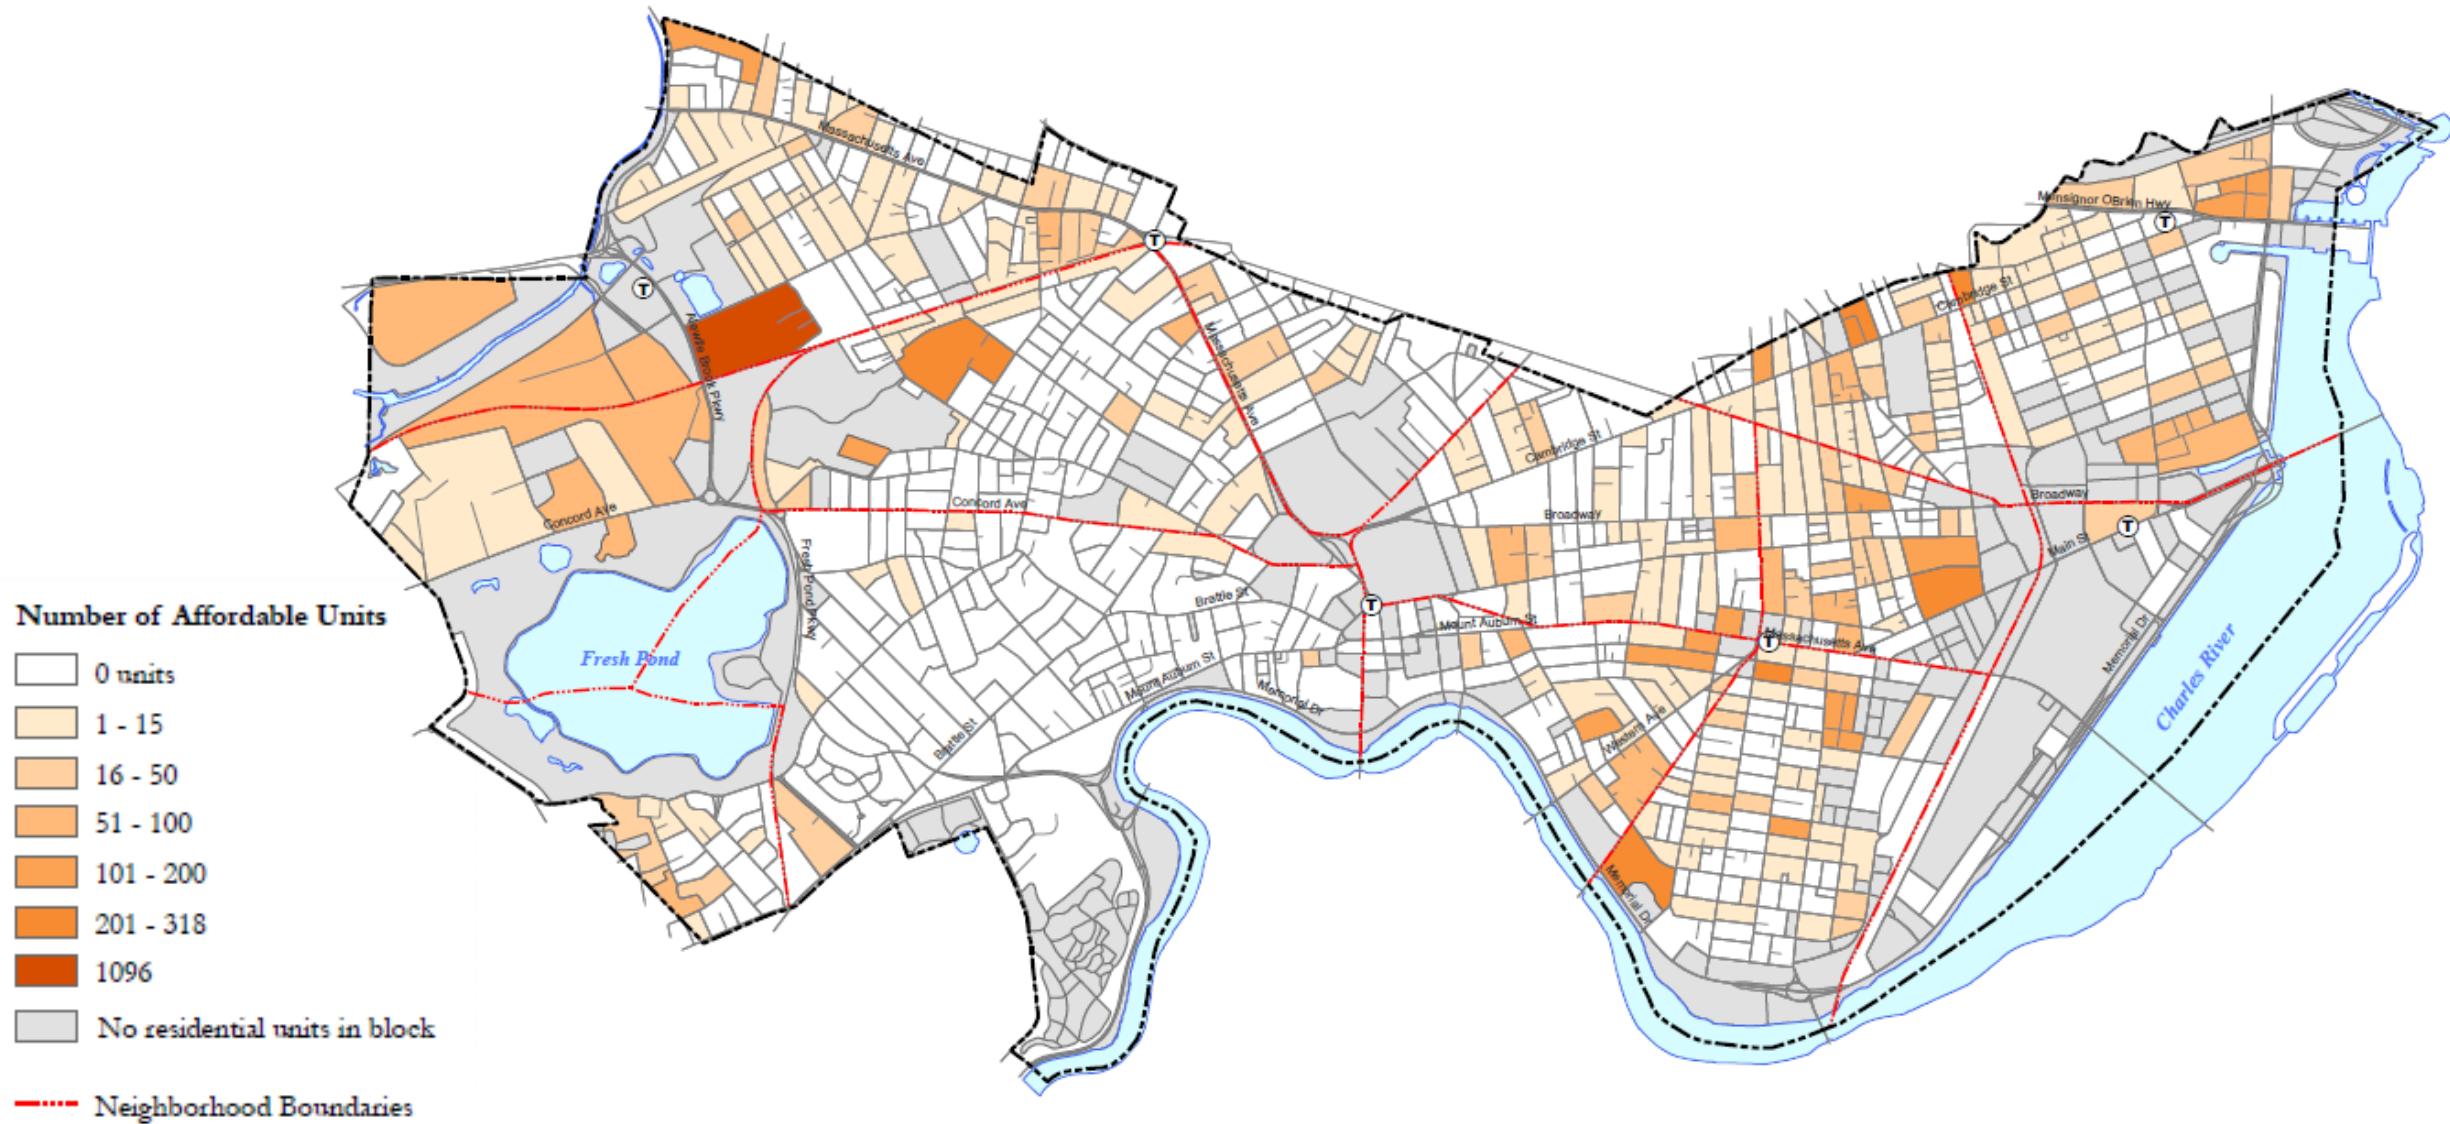 Massachusetts Ave
Monsignor OBrien Hwy
T
T
T
Cambridge St
Alewife Brook Pkwy
Massachusetts Ave
Cambridge St
Concord Ave
Broadway
Broadway
Concord Ave
T
Main St
Fresh Pond Pkwy
Brattle St
T
Mount Auburn St
T
Massachusetts Ave
Memorial Dr
Fresh Pond
Mount Auburn St
Memorial Dr
Charles River
Western Ave
Brattle St
Memorial Dr
Number of Affordable Units
0 units
1 - 15
16 - 50
51 - 100
101 - 200
201 - 318
1096
No residential units in block
Neighborhood Boundaries